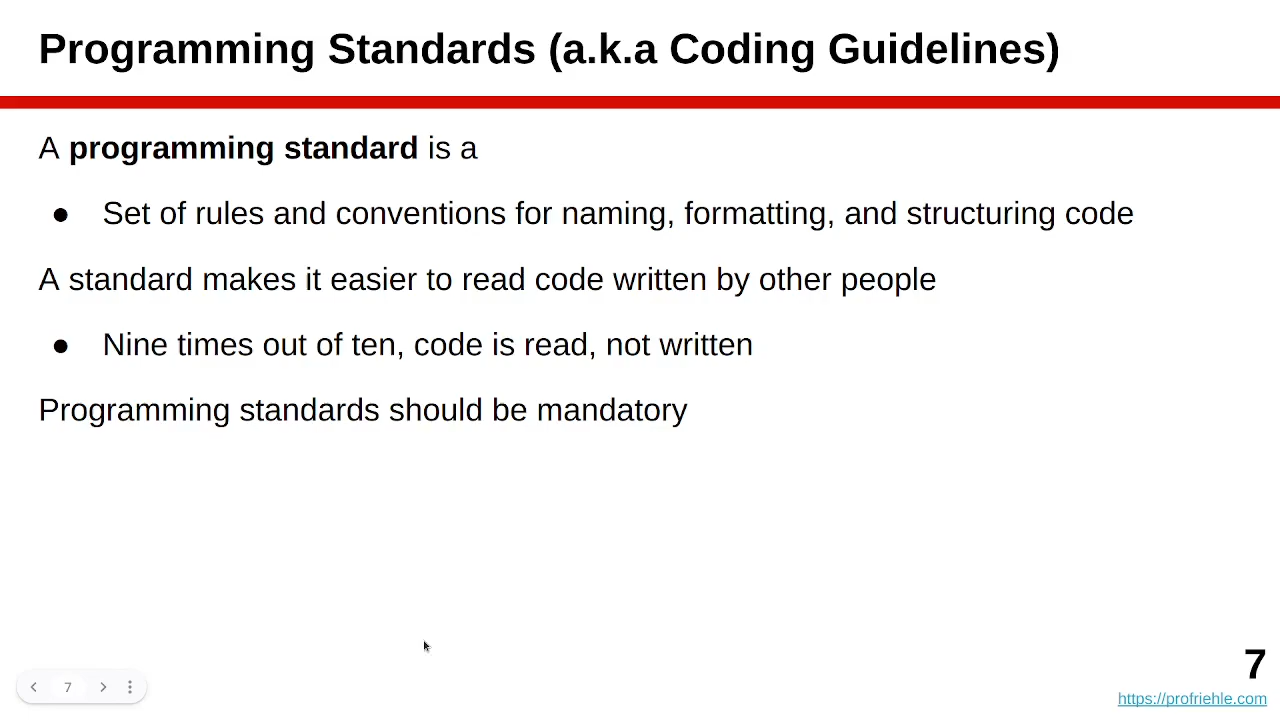 Programming Standards (a.k.a Coding Guidelines)
A programming standard is a
● Set of rules and conventions for naming, formatting, and structuring code
A standard makes it easier to read code written by other people
● Nine times out of ten, code is read, not written
Programming standards should be mandatory
7
7
https://profriehle.com